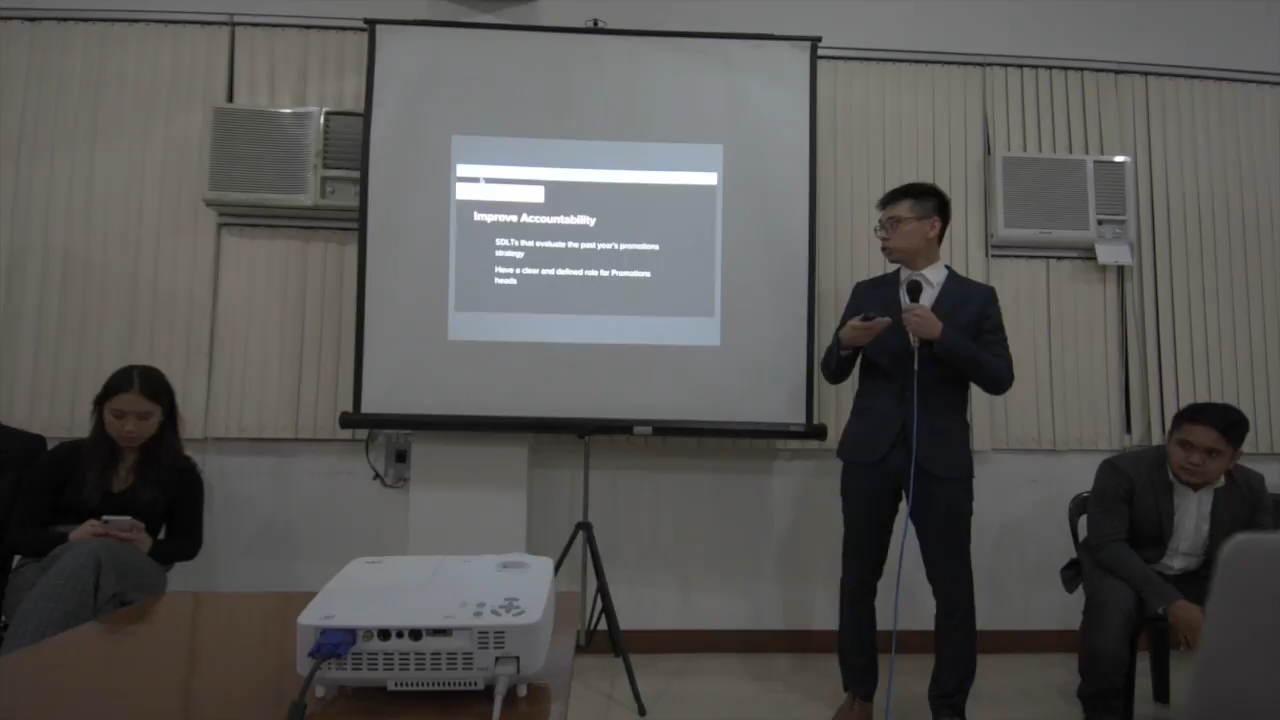 Improve Accountability
SDLTs that evaluate the past year's promotions
strategy
Have a clear and defined role for Promotions
heads